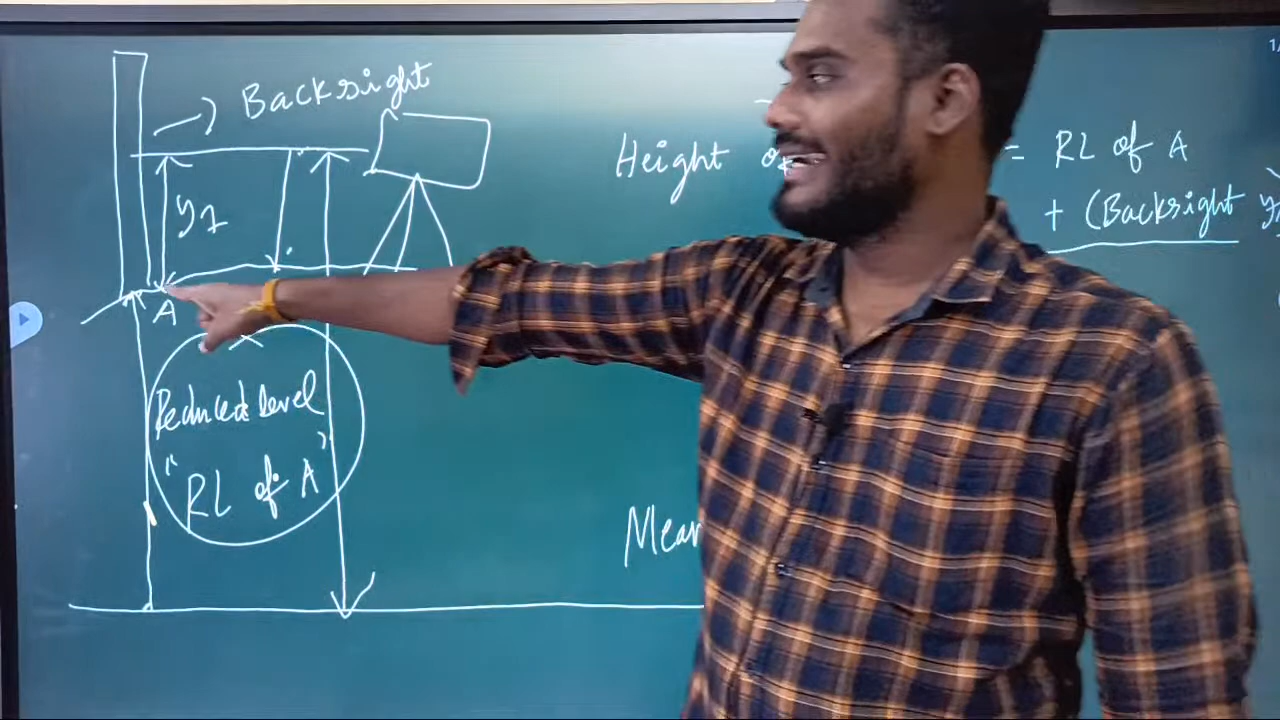 Backsight
Height = RL of A
+ (Backsight
y1
A
Reduced level
"RL of A"
Mean